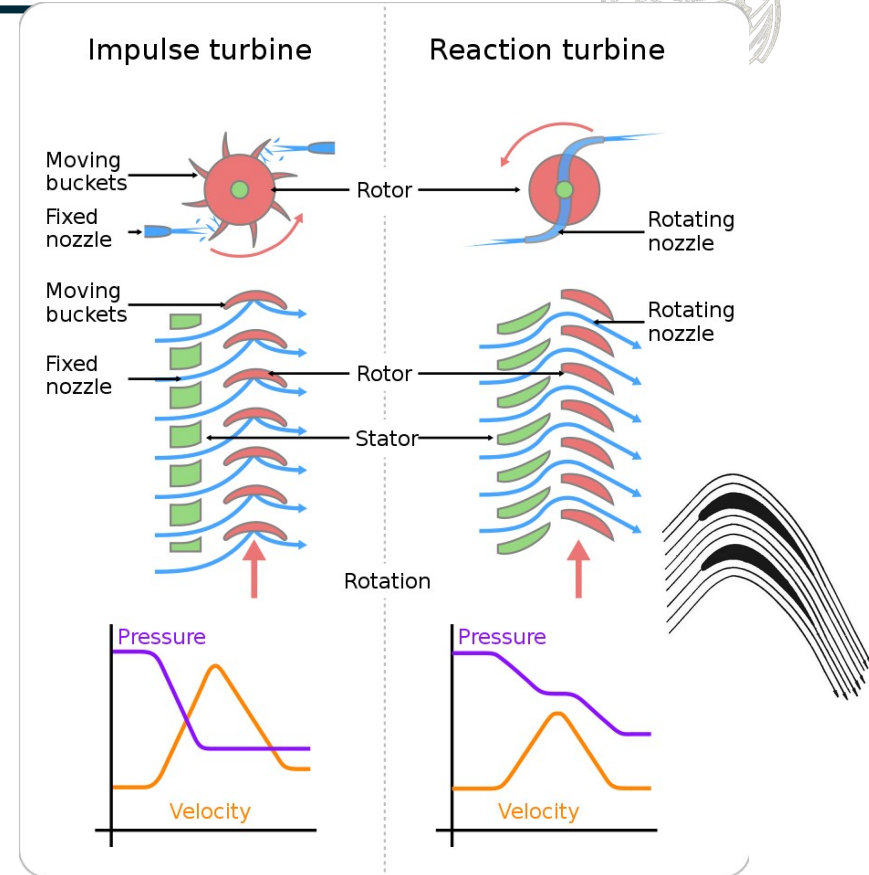 Impulse turbine
Reaction turbine
Moving
buckets
Rotor
Fixed
nozzle
Rotating
nozzle
Moving
buckets
Rotating
nozzle
Fixed
nozzle
Rotor
Stator
Rotation
Pressure
Velocity
Pressure
Velocity